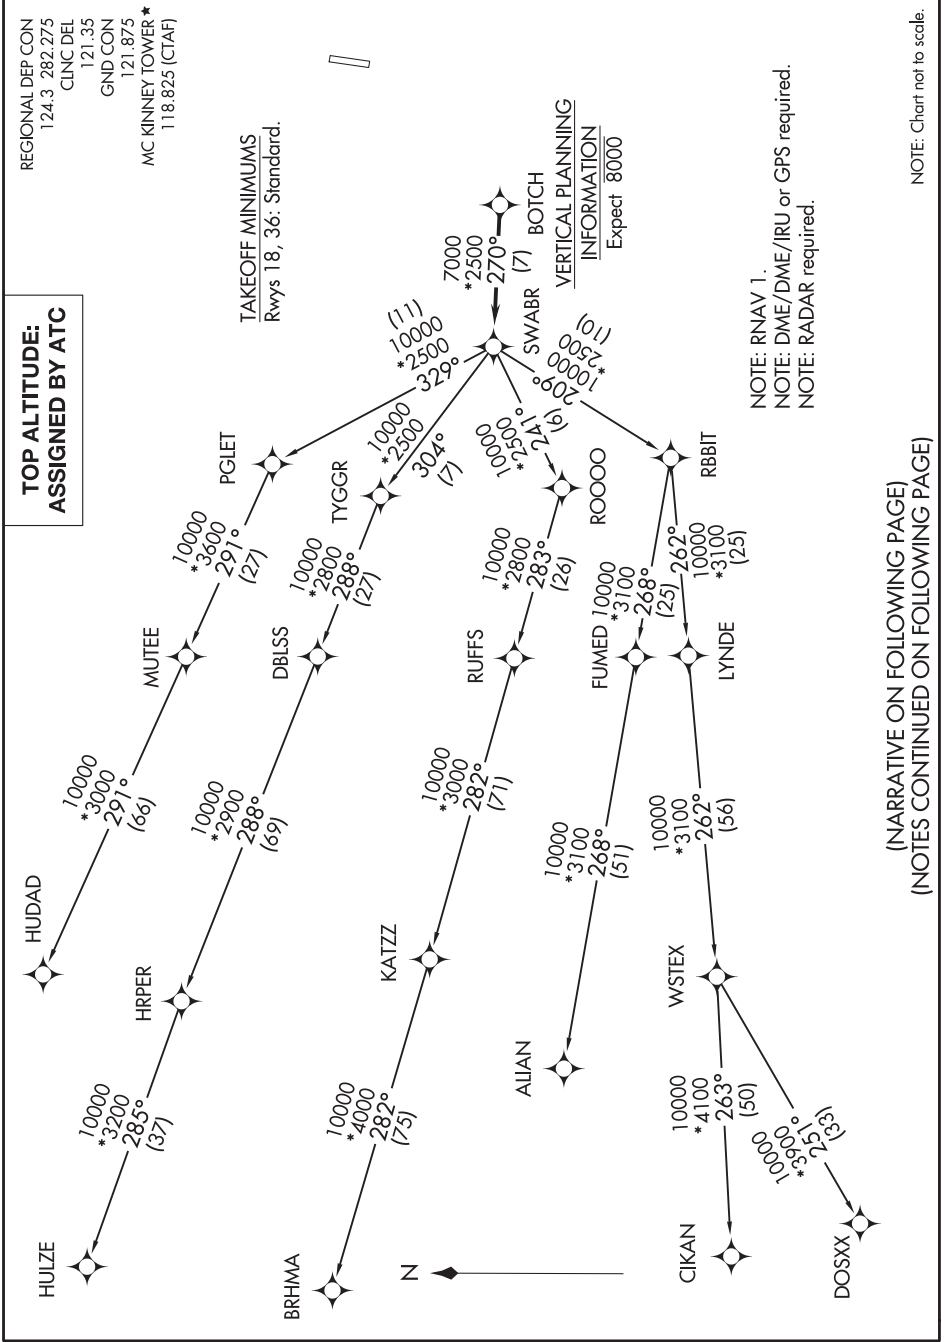 REGIONAL DEP CON
124.3 282.275
CLNC DEL
121.35
GND CON
121.875
MC KINNEY TOWER★
118.825 (CTAF)
TOP ALTITUDE:
ASSIGNED BY ATC
TAKEOFF MINIMUMS
Rwys 18, 36: Standard.
BOTCH
VERTICAL PLANNING
INFORMATION
Expect 8000
7000
*2500
270°
(7)
SWABR
(11)
10000
*2500
329°
PGLET
10000
*3600
291°
(27)
MUTEE
10000
*3000
291°
(66)
HUDAD
10000
*2500
304°
(7)
TYGGR
10000
*2800
288°
(27)
DBLSS
10000
*2900
288°
(69)
HRPER
10000
*3200
285°
(37)
HULZE
10000
*2500
241°
(9)
ROOOO
10000
*2800
283°
(26)
RUFFS
10000
*3000
282°
(71)
KATZZ
10000
*4000
282°
(75)
BRHMA
209°
10000
*2500
(10)
RBBIT
10000
*3100
268°
(25)
FUMED
10000
*3100
268°
(51)
ALIAN
262°
10000
*3100
(25)
LYNDE
10000
*3100
262°
(56)
WSTEX
10000
*4100
263°
(50)
CIKAN
10000
*3900
251°
(33)
DOSXX
N
NOTE: RNAV 1.
NOTE: DME/DME/IRU or GPS required.
NOTE: RADAR required.
(NARRATIVE ON FOLLOWING PAGE)
(NOTES CONTINUED ON FOLLOWING PAGE)
NOTE: Chart not to scale.